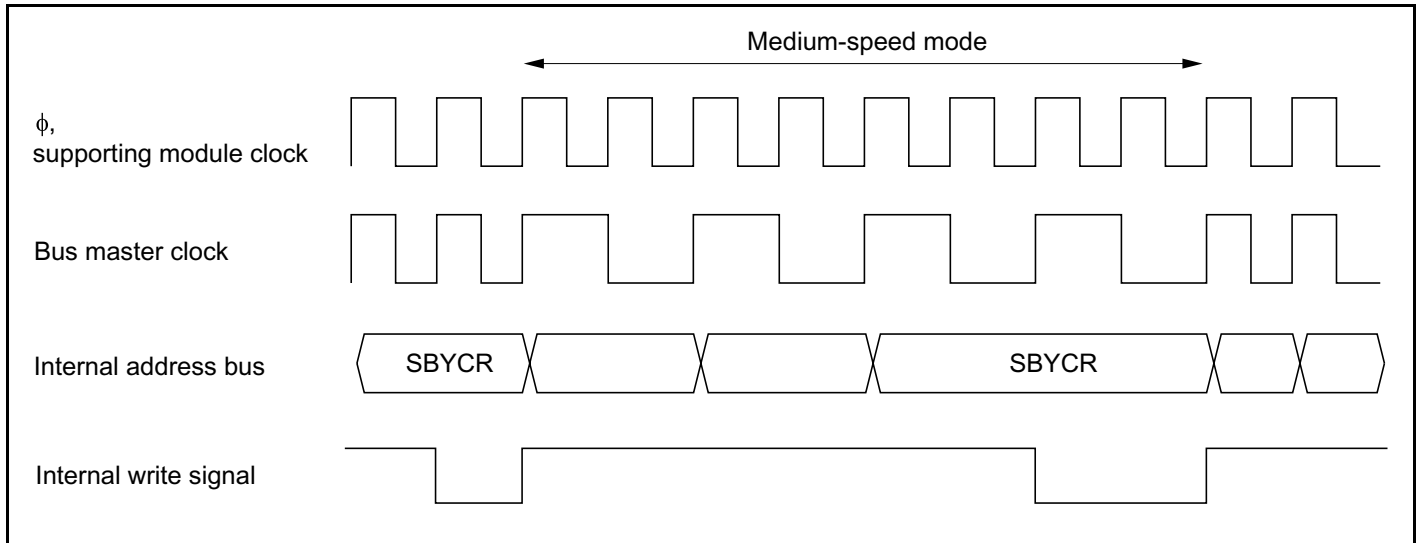 Medium-speed mode
ϕ,
supporting module clock
Bus master clock
Internal address bus
SBYCR
SBYCR
Internal write signal